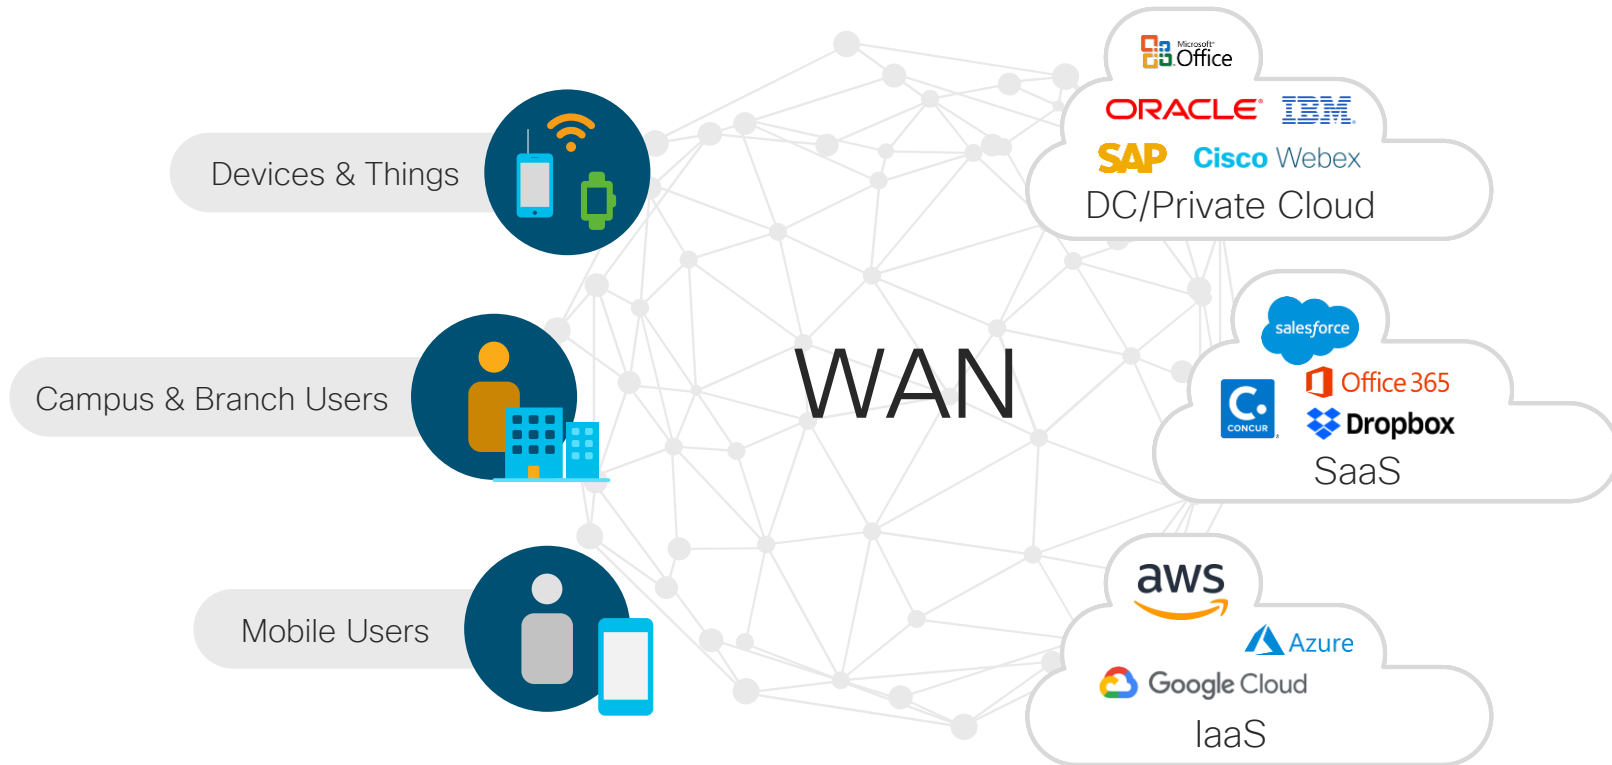 Devices & Things
Campus & Branch Users
Mobile Users
WAN
Microsoft
Office
ORACLE IBM
SAP Cisco Webex
DC/Private Cloud
salesforce
Office 365
C.
CONCUR
Dropbox
SaaS
aws
Azure
Google Cloud
IaaS